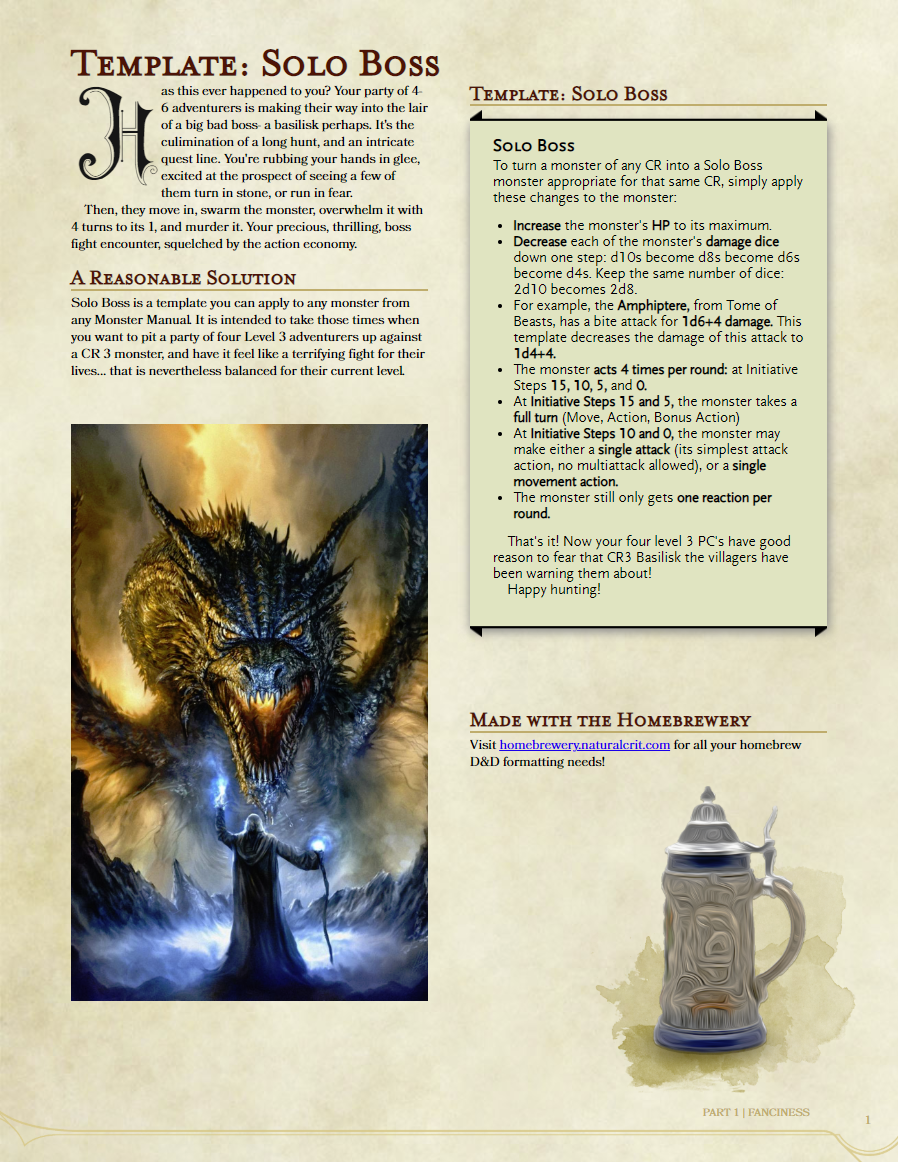 Template: Solo Boss
Has this ever happened to you? Your party of 4-
6 adventurers is making their way into the lair
of a big bad boss- a basilisk perhaps. It's the
culimination of a long hunt, and an intricate
quest line. You're rubbing your hands in glee,
excited at the prospect of seeing a few of
them turn in stone, or run in fear.
Then, they move in, swarm the monster, overwhelm it with
4 turns to its 1, and murder it. Your precious, thrilling, boss
fight encounter, squelched by the action economy.
A Reasonable Solution
Solo Boss is a template you can apply to any monster from
any Monster Manual. It is intended to take those times when
you want to pit a party of four Level 3 adventurers up against
a CR 3 monster, and have it feel like a terrifying fight for their
lives... that is nevertheless balanced for their current level.
Template: Solo Boss
Solo Boss
To turn a monster of any CR into a Solo Boss
monster appropriate for that same CR, simply apply
these changes to the monster:
• Increase the monster's HP to its maximum.
• Decrease each of the monster's damage dice
down one step: d10s become d8s become d6s
become d4s. Keep the same number of dice:
2d10 becomes 2d8.
• For example, the Amphiptere, from Tome of
Beasts, has a bite attack for 1d6+4 damage. This
template decreases the damage of this attack to
1d4+4.
• The monster acts 4 times per round: at Initiative
Steps 15, 10, 5, and 0.
• At Initiative Steps 15 and 5, the monster takes a
full turn (Move, Action, Bonus Action)
• At Initiative Steps 10 and 0, the monster may
make either a single attack (its simplest attack
action, no multiattack allowed), or a single
movement action.
• The monster still only gets one reaction per
round.
That's it! Now your four level 3 PC's have good
reason to fear that CR3 Basilisk the villagers have
been warning them about!
Happy hunting!
Made with the Homebrewery
Visit homebrewery.naturalcrit.com for all your homebrew
D&D formatting needs!
PART 1 | FANCINESS
1